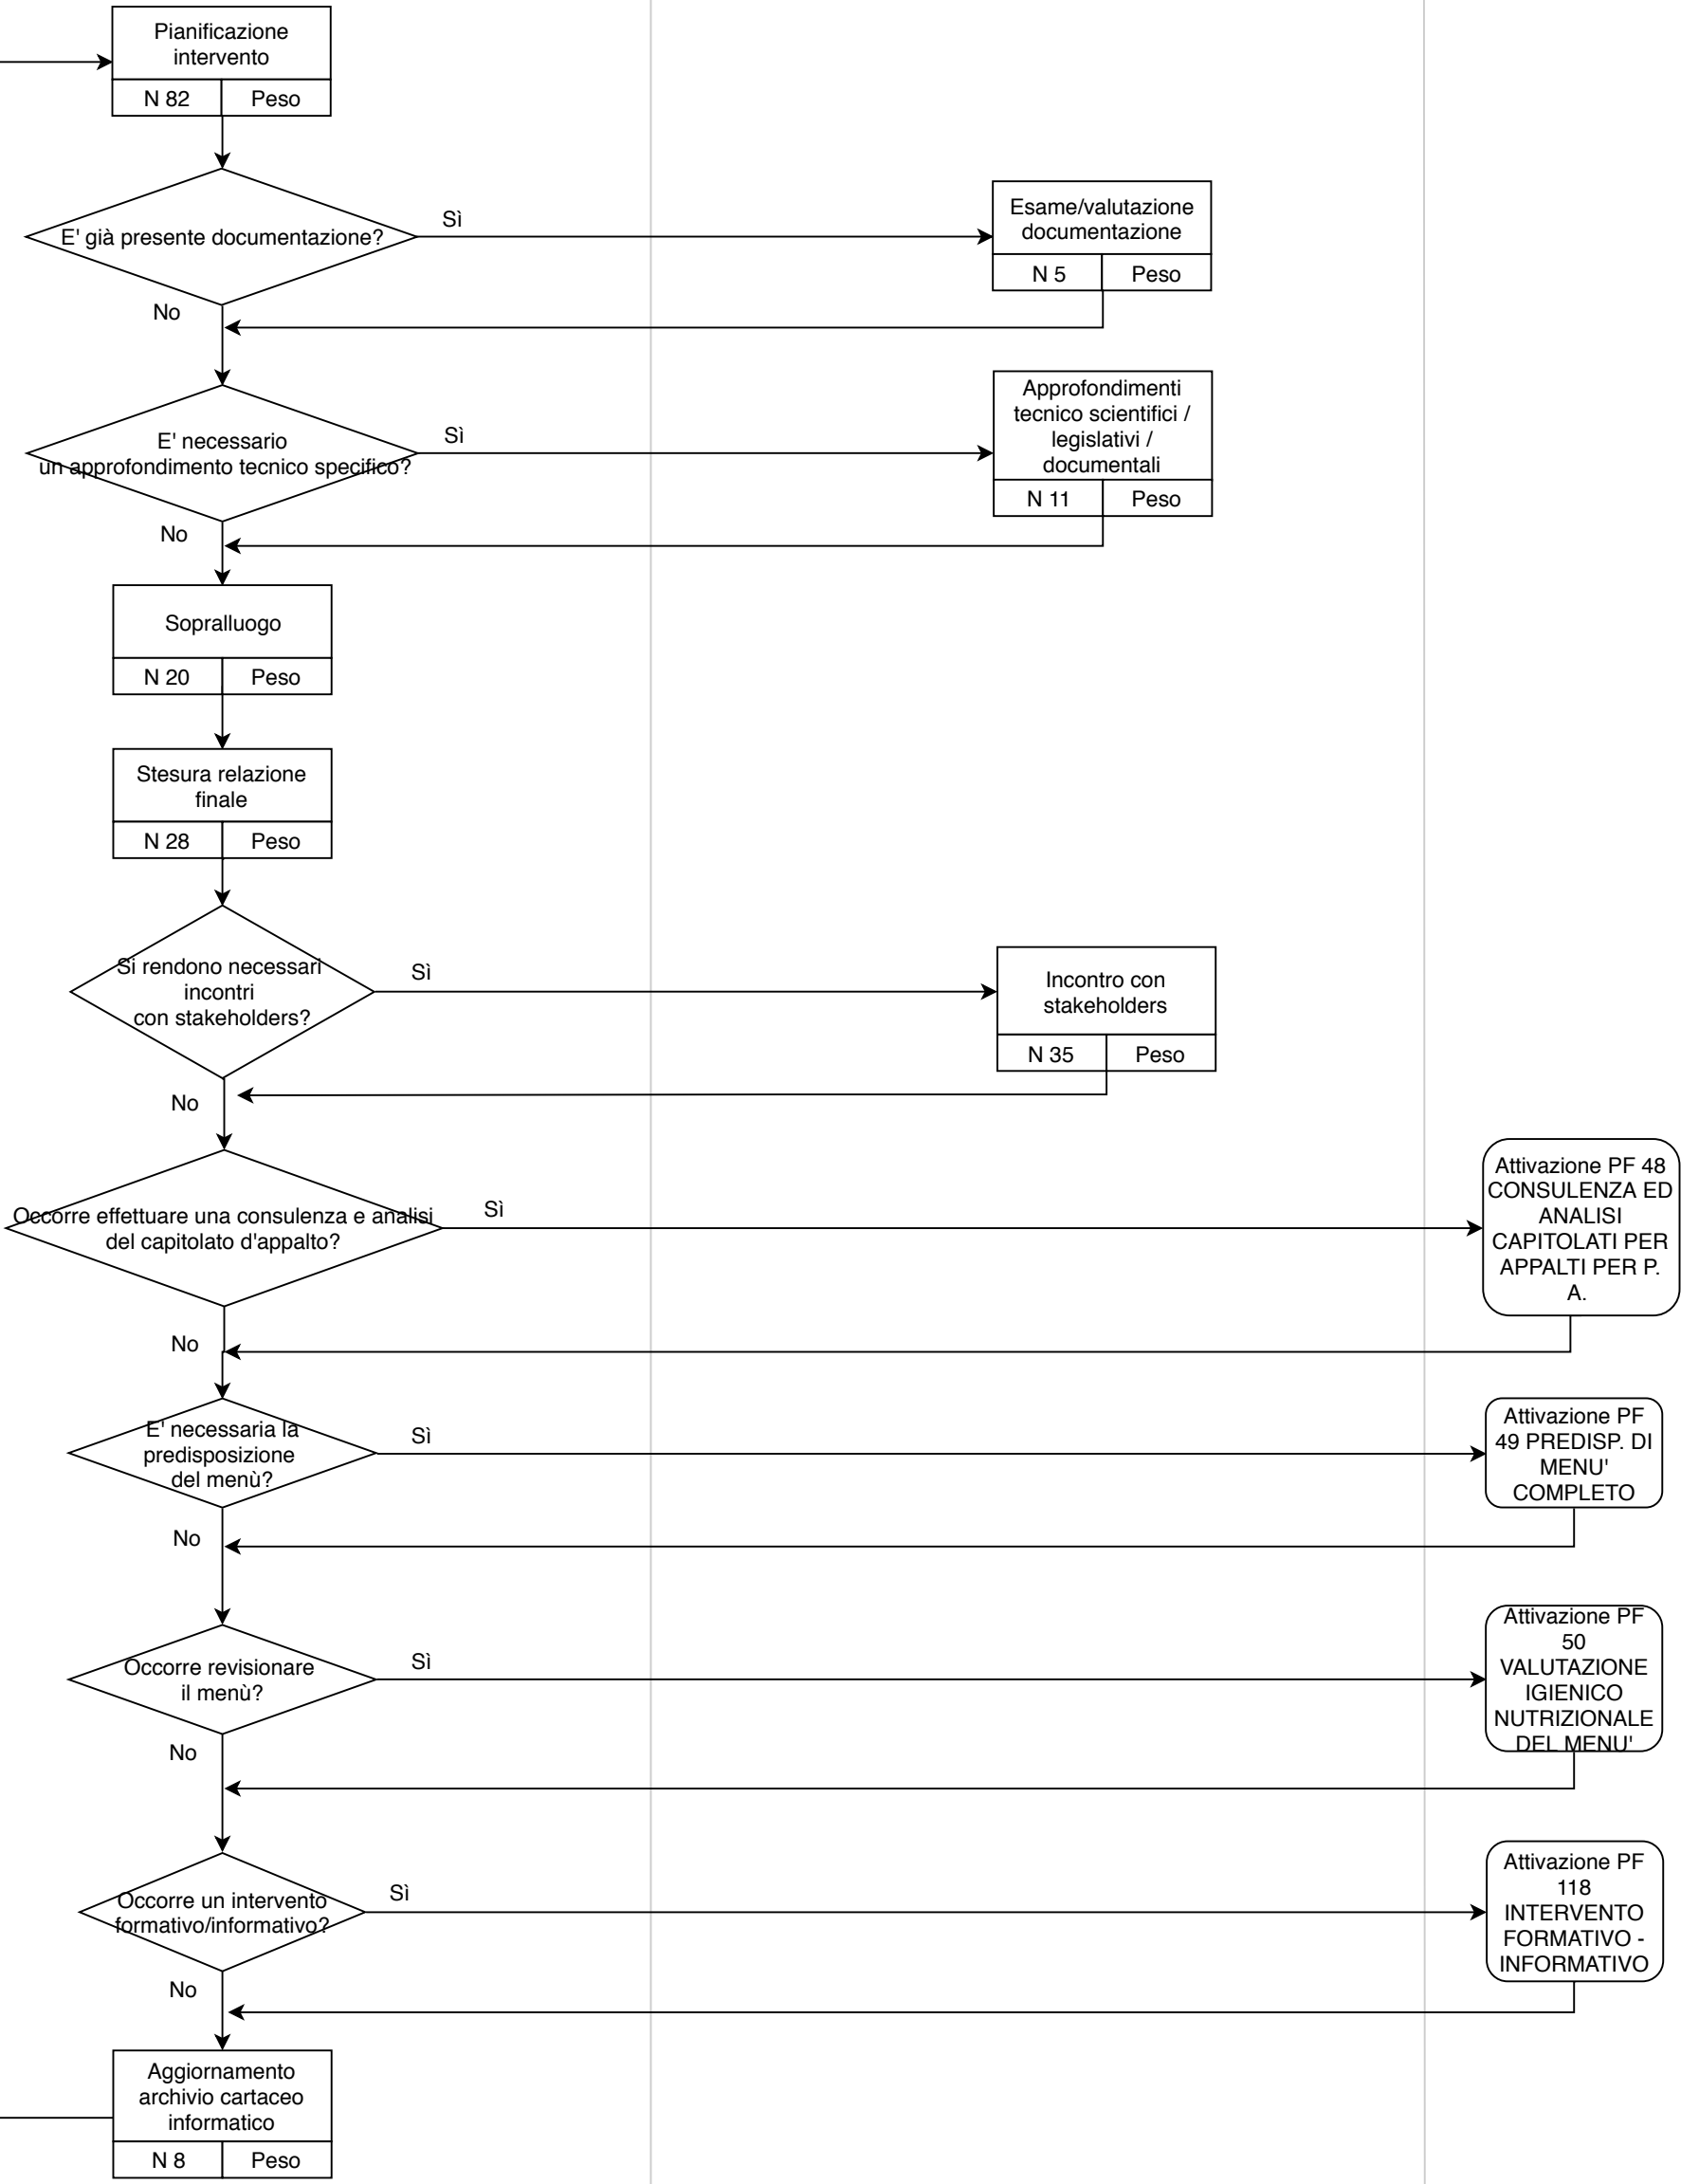 Pianificazione
intervento
N 82
Peso
E' già presente documentazione?
Sì
Esame/valutazione
documentazione
N 5
Peso
No
E' necessario
un approfondimento tecnico specifico?
Sì
Approfondimenti
tecnico scientifici /
legislativi /
documentali
N 11
Peso
No
Sopralluogo
N 20
Peso
Stesura relazione
finale
N 28
Peso
Si rendono necessari
incontri
con stakeholders?
Sì
Incontro con
stakeholders
N 35
Peso
No
Occorre effettuare una consulenza e analisi
del capitolato d'appalto?
Sì
Attivazione PF 48
CONSULENZA ED
ANALISI
CAPITOLATI PER
APPALTI PER P.
A.
No
E' necessaria la
predisposizione
del menù?
Sì
Attivazione PF
49 PREDISP. DI
MENU'
COMPLETO
No
Occorre revisionare
il menù?
Sì
Attivazione PF
50
VALUTAZIONE
IGIENICO
NUTRIZIONALE
DEL MENU'
No
Occorre un intervento
formativo/informativo?
Sì
Attivazione PF
118
INTERVENTO
FORMATIVO -
INFORMATIVO
No
Aggiornamento
archivio cartaceo
informatico
N 8
Peso